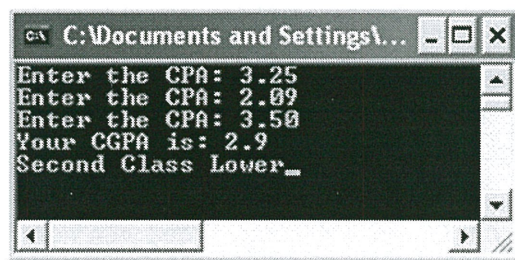 C:\Documents and Settings\...
Enter the CPA: 3.25
Enter the CPA: 2.09
Enter the CPA: 3.50
Your CGPA is: 2.9
Second Class Lower_